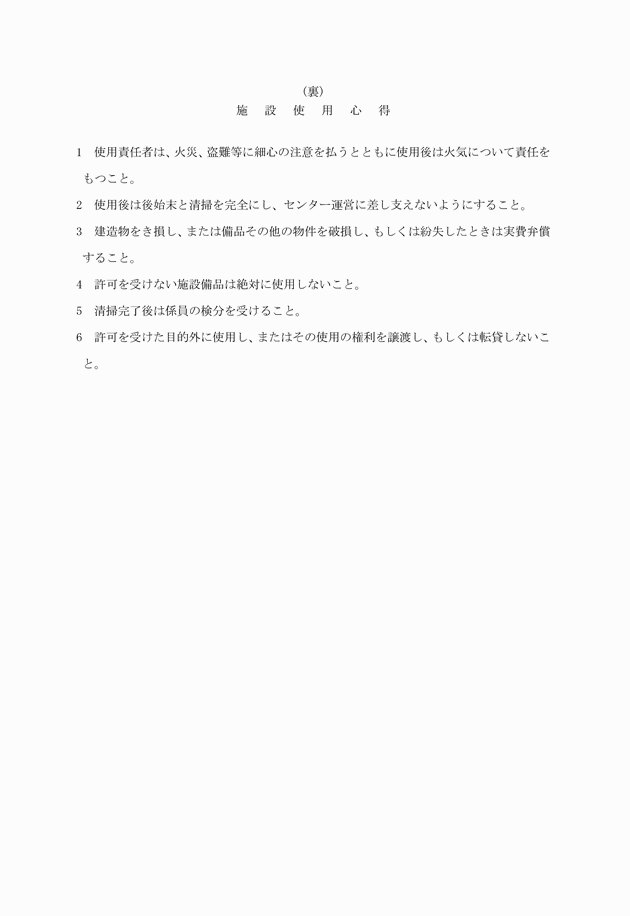 （裏）
施　設　使　用　心　得
1　使用責任者は、火災、盗難等に細心の注意を払うとともに使用後は火気について責任を
もつこと。
2　使用後は後始末と清掃を完全にし、センター運営に差し支えないようにすること。
3　建造物をき損し、または備品その他の物件を破損し、もしくは紛失したときは実費弁償
すること。
4　許可を受けない施設備品は絶対に使用しないこと。
5　清掃完了後は係員の検分を受けること。
6　許可を受けた目的外に使用し、またはその使用の権利を譲渡し、もしくは転貸しないこ
と。